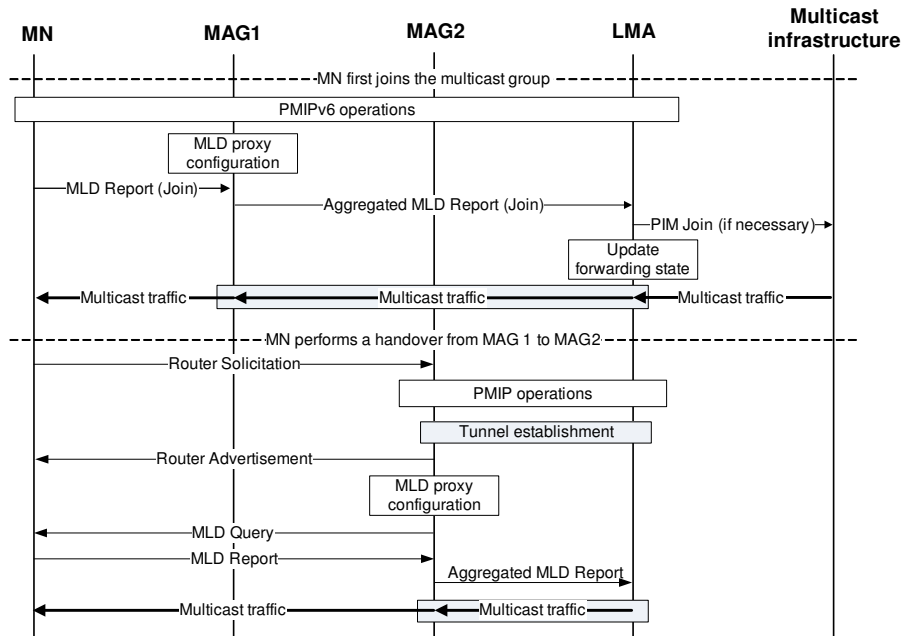 MN
MAG1
MAG2
LMA
Multicast
infrastructure
MN first joins the multicast group
PMIPv6 operations
MLD proxy
configuration
MLD Report (Join)
Aggregated MLD Report (Join)
PIM Join (if necessary)
Update
forwarding state
Multicast traffic
Multicast traffic
Multicast traffic
MN performs a handover from MAG 1 to MAG2
Router Solicitation
PMIP operations
Tunnel establishment
Router Advertisement
MLD proxy
configuration
MLD Query
MLD Report
Aggregated MLD Report
Multicast traffic
Multicast traffic